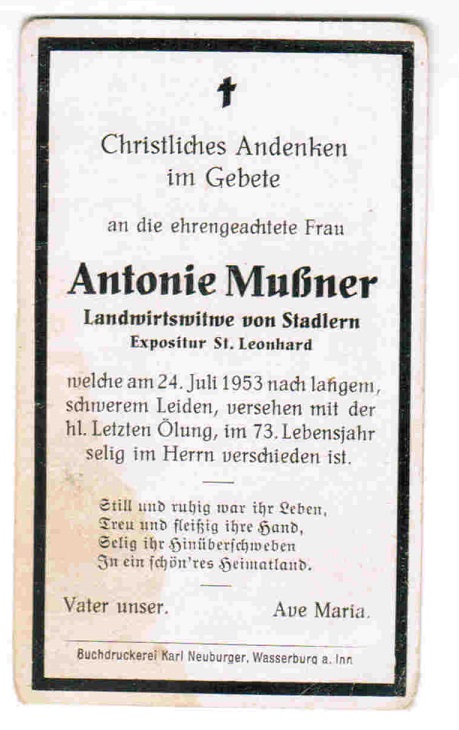 Christliches Andenken
im Gebete
an die ehrengeachtete Frau
Antonie Mußner
Landwirtswitwe von Stadlern
Expositur St. Leonhard
welche am 24. Juli 1953 nach langem,
schwerem Leiden, versehen mit der
hl. Letzten Ölung, im 73. Lebensjahr
selig im Herrn verschieden ist.
Still und ruhig war ihr Leben,
Treu und fleißig ihre Hand,
Selig ihr Hinüberschweben
In ein schön'res Heimatland.
Vater unser. Ave Maria.
Buchdruckerei Karl Neuburger, Wasserburg a. Inn